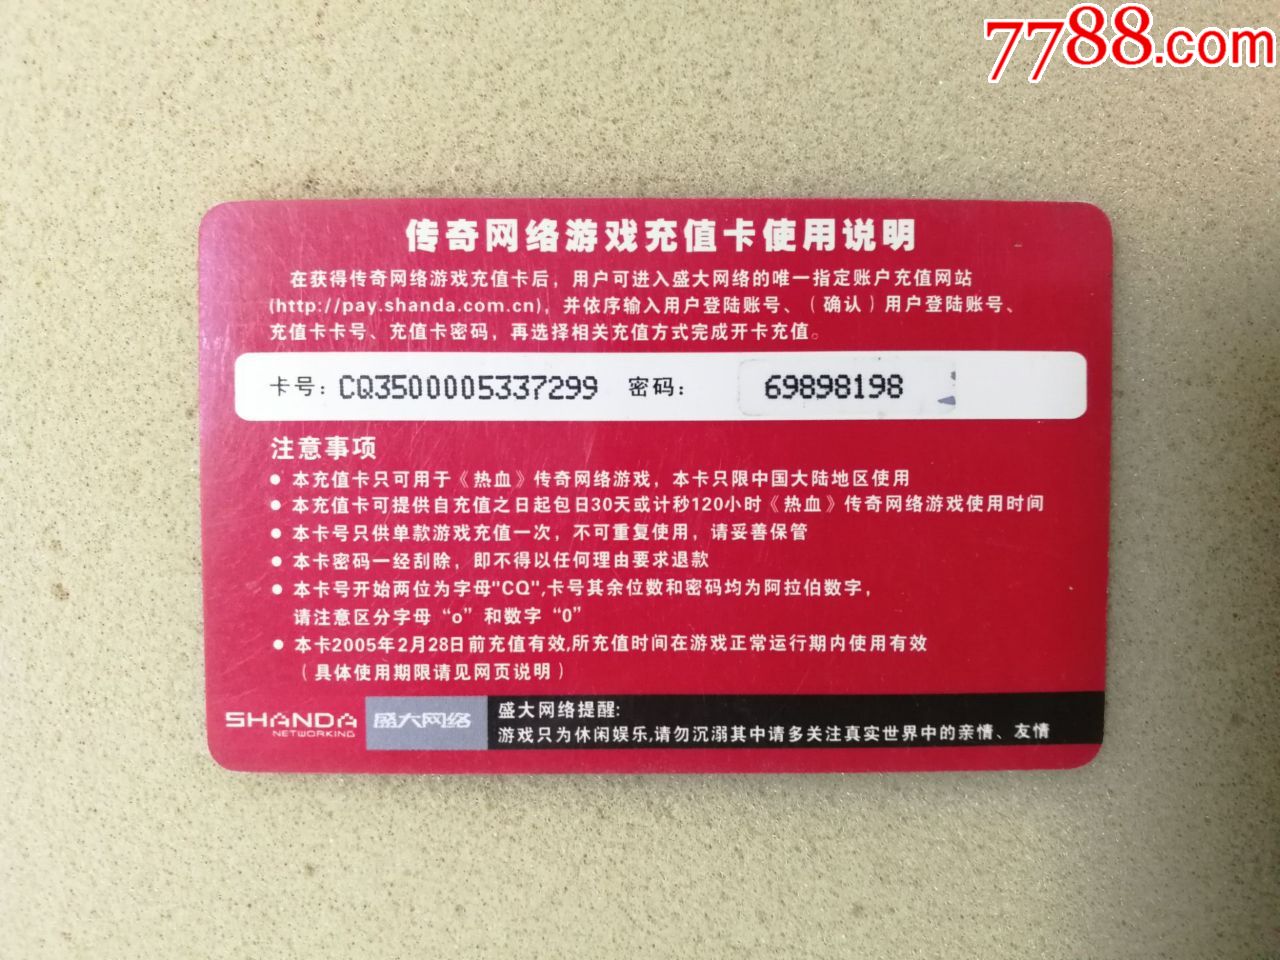 7788.com
传奇网络游戏充值卡使用说明
在获得传奇网络游戏充值卡后，用户可进入盛大网络的唯一指定账户充值网站
(http://pay.shanda.com.cn)，并依序输入用户登陆账号、（确认）用户登陆账号、
充值卡卡号、充值卡密码，再选择相关充值方式完成开卡充值。
卡号：CQ3500005337299 密码： 69898198
注意事项
● 本充值卡只可用于《热血》传奇网络游戏，本卡只限中国大陆地区使用
● 本充值卡可提供自充值之日起包日30天或计秒120小时《热血》传奇网络游戏使用时间
● 本卡号只供单款游戏充值一次，不可重复使用，请妥善保管
● 本卡密码一经刮除，即不得以任何理由要求退款
● 本卡号开始两位为字母"CQ",卡号其余位数和密码均为阿拉伯数字，
请注意区分字母“o”和数字“0”
● 本卡2005年2月28日前充值有效,所充值时间在游戏正常运行期内使用有效
（具体使用期限请见网页说明）
SHANDA
NETWORKING
盛大网络
盛大网络提醒:
游戏只为休闲娱乐,请勿沉溺其中请多关注真实世界中的亲情、友情